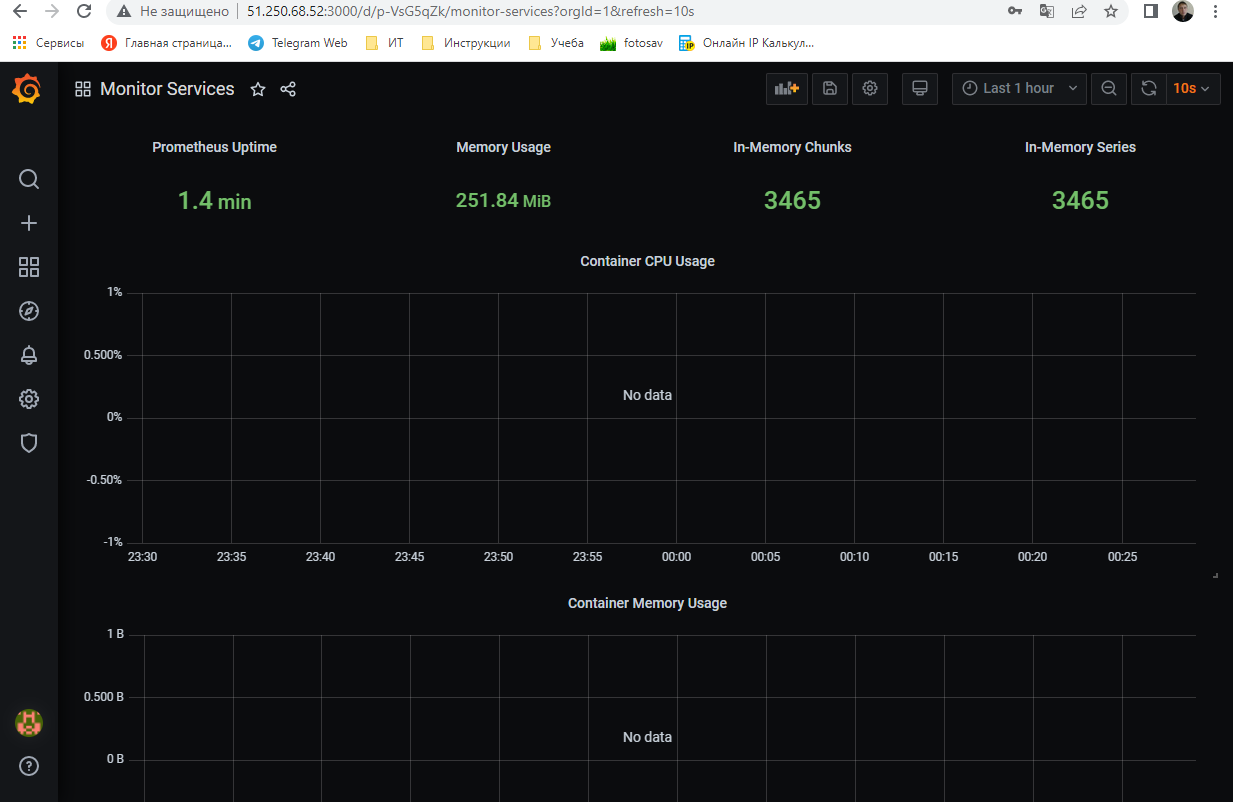 Не защищено 51.250.68.52:3000/d/p-VsG5qZk/monitor-services?orgId=1&refresh=10s
Сервисы Главная страница... Telegram Web ИТ Инструкции Учеба fotosav Онлайн IP Калькул...
Monitor Services Last 1 hour 10s
Prometheus Uptime Memory Usage In-Memory Chunks In-Memory Series
1.4 min 251.84 MiB 3465 3465
Container CPU Usage
1%
0.500%
No data
0%
-0.50%
-1%
23:30 23:35 23:40 23:45 23:50 23:55 00:00 00:05 00:10 00:15 00:20 00:25
Container Memory Usage
1 B
0.500 B
No data
0 B